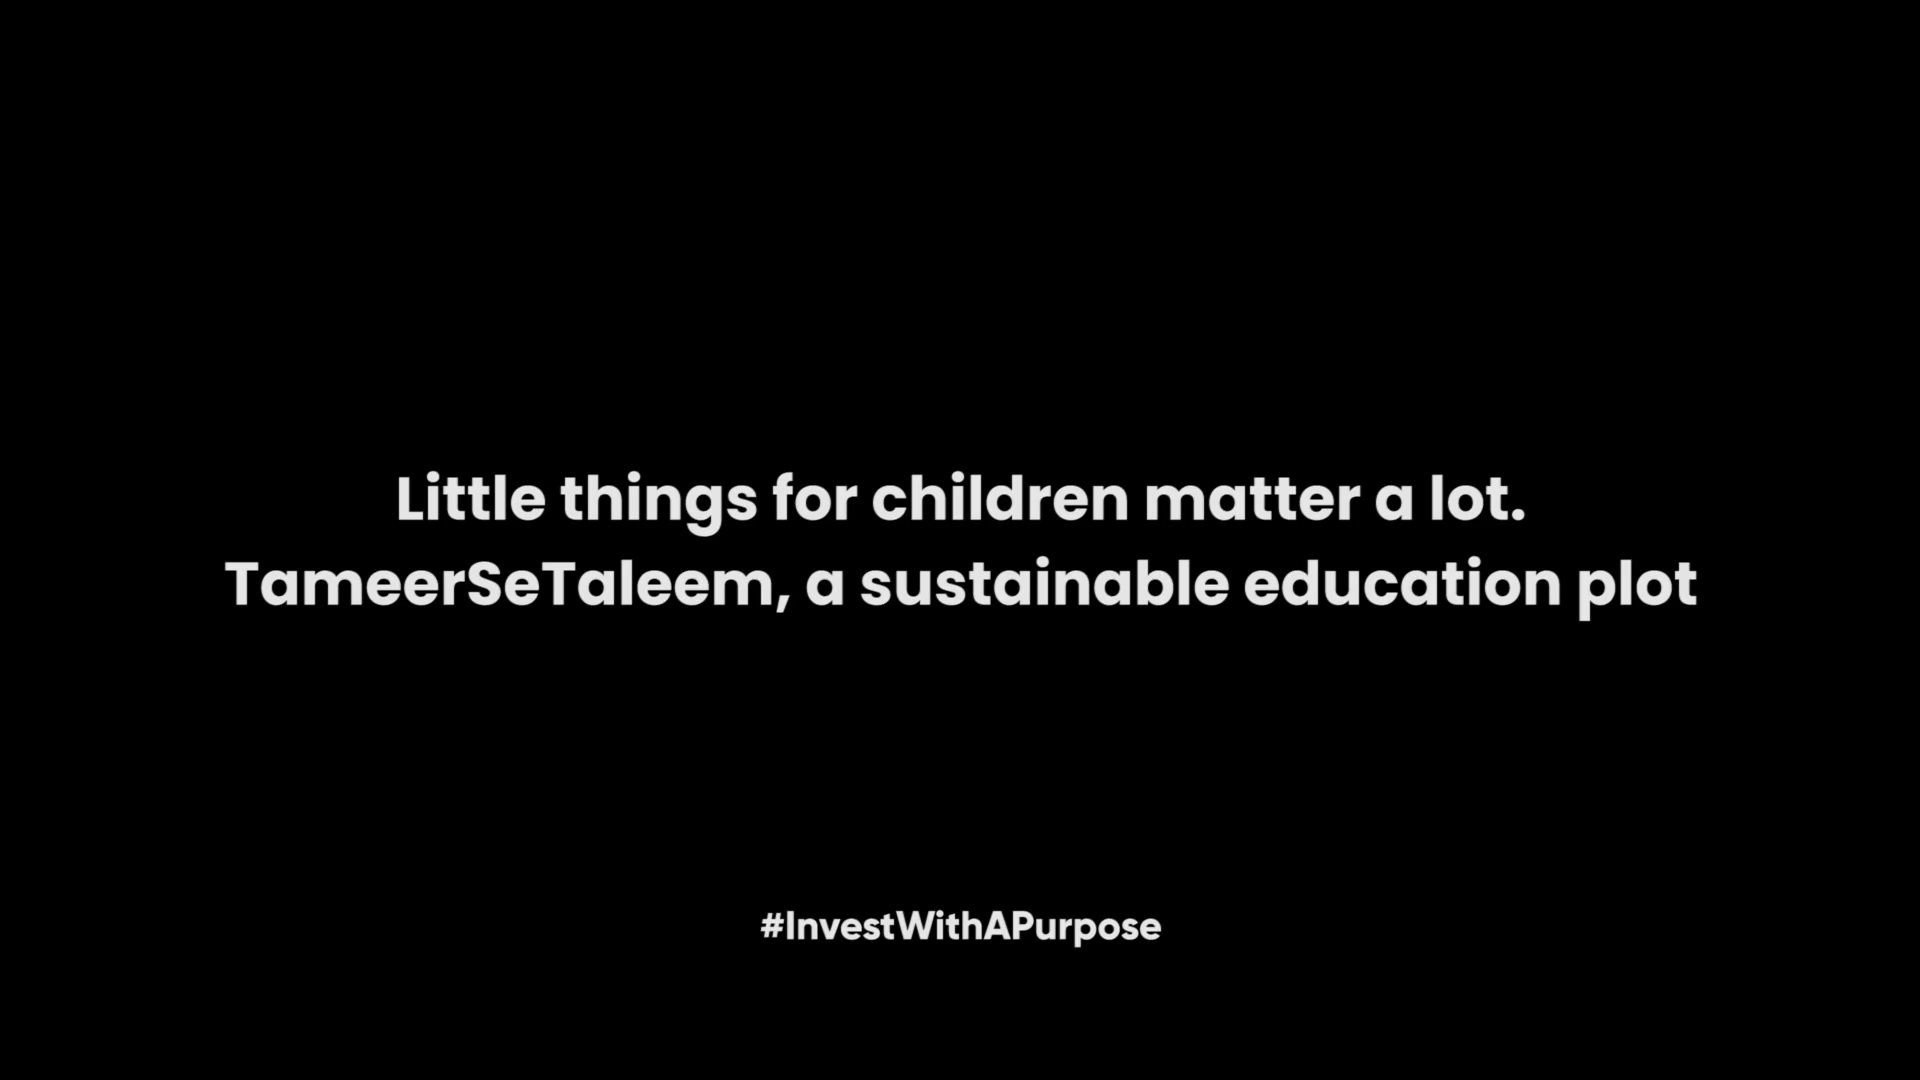 Little things for children matter a lot.
TameerSeTaleem, a sustainable education plot
#InvestWithAPurpose